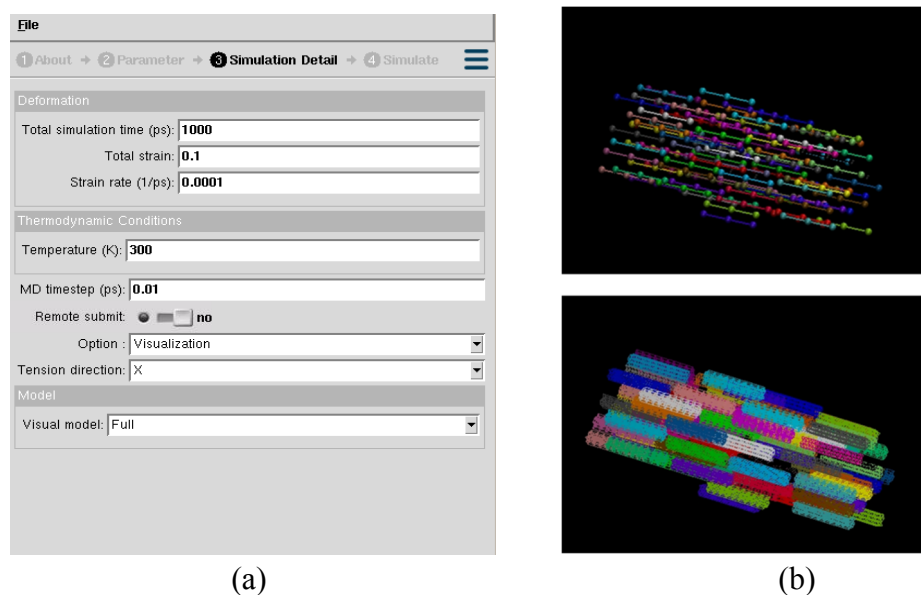 File
1 About → 2 Parameter → 3 Simulation Detail → 4 Simulate
Deformation
Total simulation time (ps): 1000
Total strain: 0.1
Strain rate (1/ps): 0.0001
Thermodynamic Conditions
Temperature (K): 300
MD timestep (ps): 0.01
Remote submit: no
Option : Visualization
Tension direction: X
Model
Visual model: Full
(a)
(b)